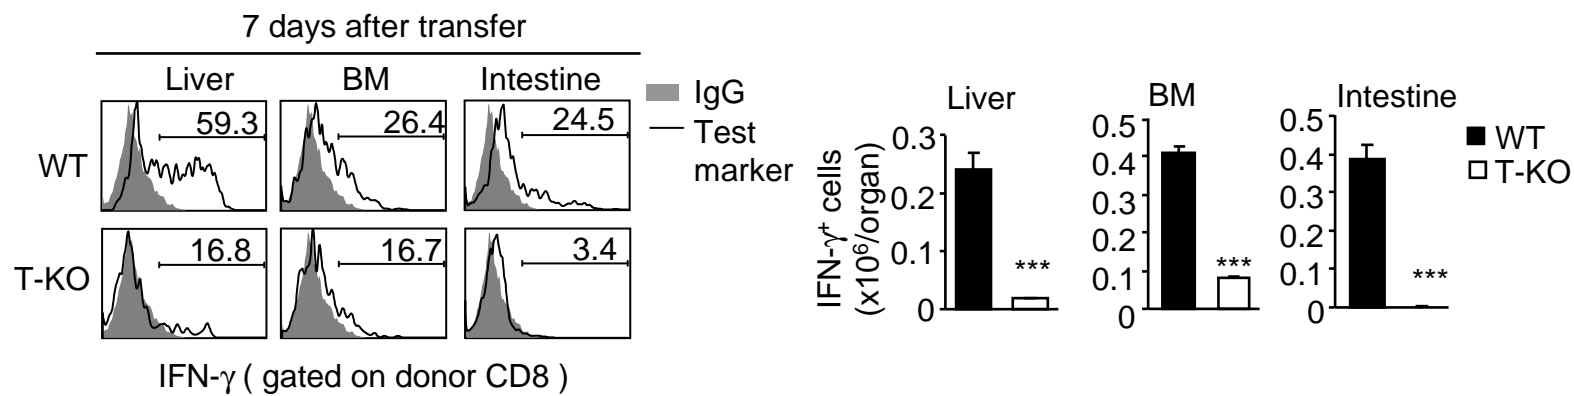 7 days after transfer
Liver BM Intestine
WT 59.3 26.4 24.5
T-KO 16.8 16.7 3.4
IFN-γ ( gated on donor CD8 )
IgG
Test
marker
IFN-γ⁺ cells
(x10⁶/organ)
Liver
0.3
0.2
0.1
0
***
BM
0.5
0.4
0.3
0.2
0.1
0
***
Intestine
0.5
0.4
0.3
0.2
0.1
0
***
WT
T-KO